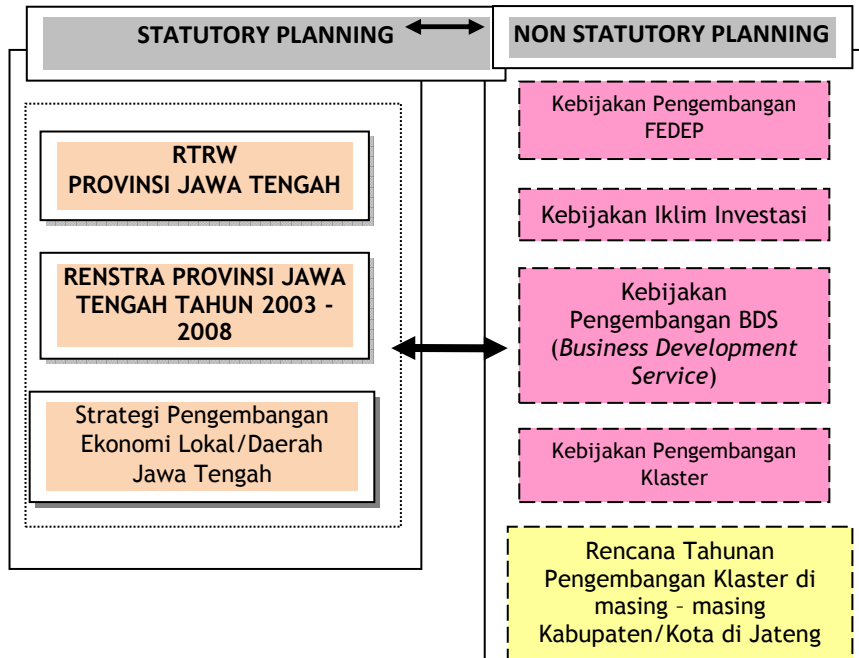 STATUTORY PLANNING
NON STATUTORY PLANNING
RTRW
PROVINSI JAWA TENGAH
RENSTRA PROVINSI JAWA
TENGAH TAHUN 2003 -
2008
Strategi Pengembangan
Ekonomi Lokal/Daerah
Jawa Tengah
Kebijakan Pengembangan
FEDEP
Kebijakan Iklim Investasi
Kebijakan
Pengembangan BDS
(Business Development
Service)
Kebijakan Pengembangan
Klaster
Rencana Tahunan
Pengembangan Klaster di
masing – masing
Kabupaten/Kota di Jateng